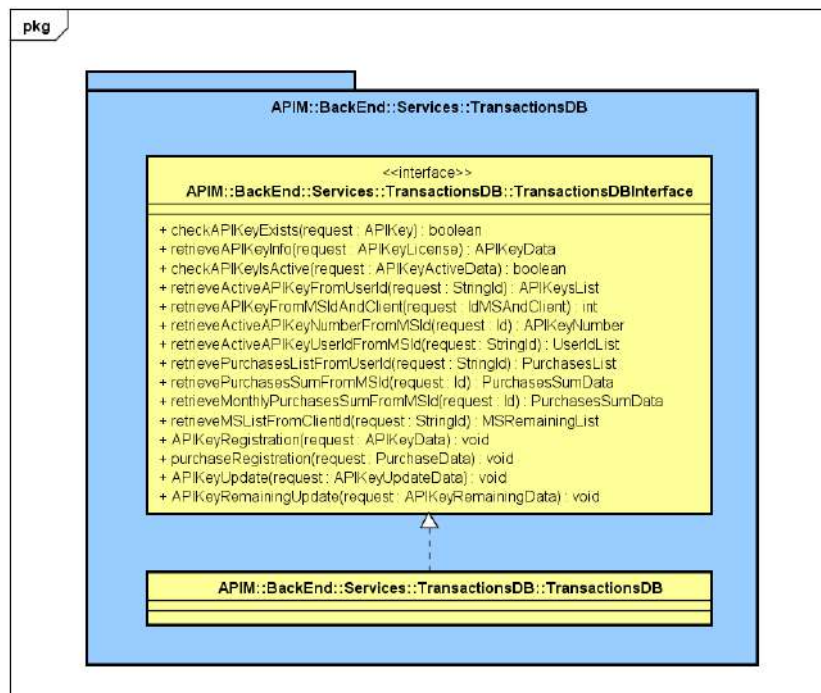 pkg
APIM::BackEnd::Services::TransactionsDB
<<interface>>
APIM::BackEnd::Services::TransactionsDB::TransactionsDBInterface
+ checkAPIKeyExists(request : APIKey) : boolean
+ retrieveAPIKeyInfo(request : APIKeyLicense) : APIKeyData
+ checkAPIKeyIsActive(request : APIKeyActiveData) : boolean
+ retrieveActiveAPIKeyFromUserId(request : StringId) : APIKeysList
+ retrieveAPIKeyFromMSIdAndClient(request : IdMSAndClient) : int
+ retrieveActiveAPIKeyNumberFromMSId(request : Id) : APIKeyNumber
+ retrieveActiveAPIKeyUserIdFromMSId(request : StringId) : UserIdList
+ retrievePurchasesListFromUserId(request : StringId) : PurchasesList
+ retrievePurchasesSumFromMSId(request : Id) : PurchasesSumData
+ retrieveMonthlyPurchasesSumFromMSId(request : Id) : PurchasesSumData
+ retrieveMSListFromClientId(request : StringId) : MSRemainingList
+ APIKeyRegistration(request : APIKeyData) : void
+ purchaseRegistration(request : PurchaseData) : void
+ APIKeyUpdate(request : APIKeyUpdateData) : void
+ APIKeyRemainingUpdate(request : APIKeyRemainingData) : void
APIM::BackEnd::Services::TransactionsDB::TransactionsDB